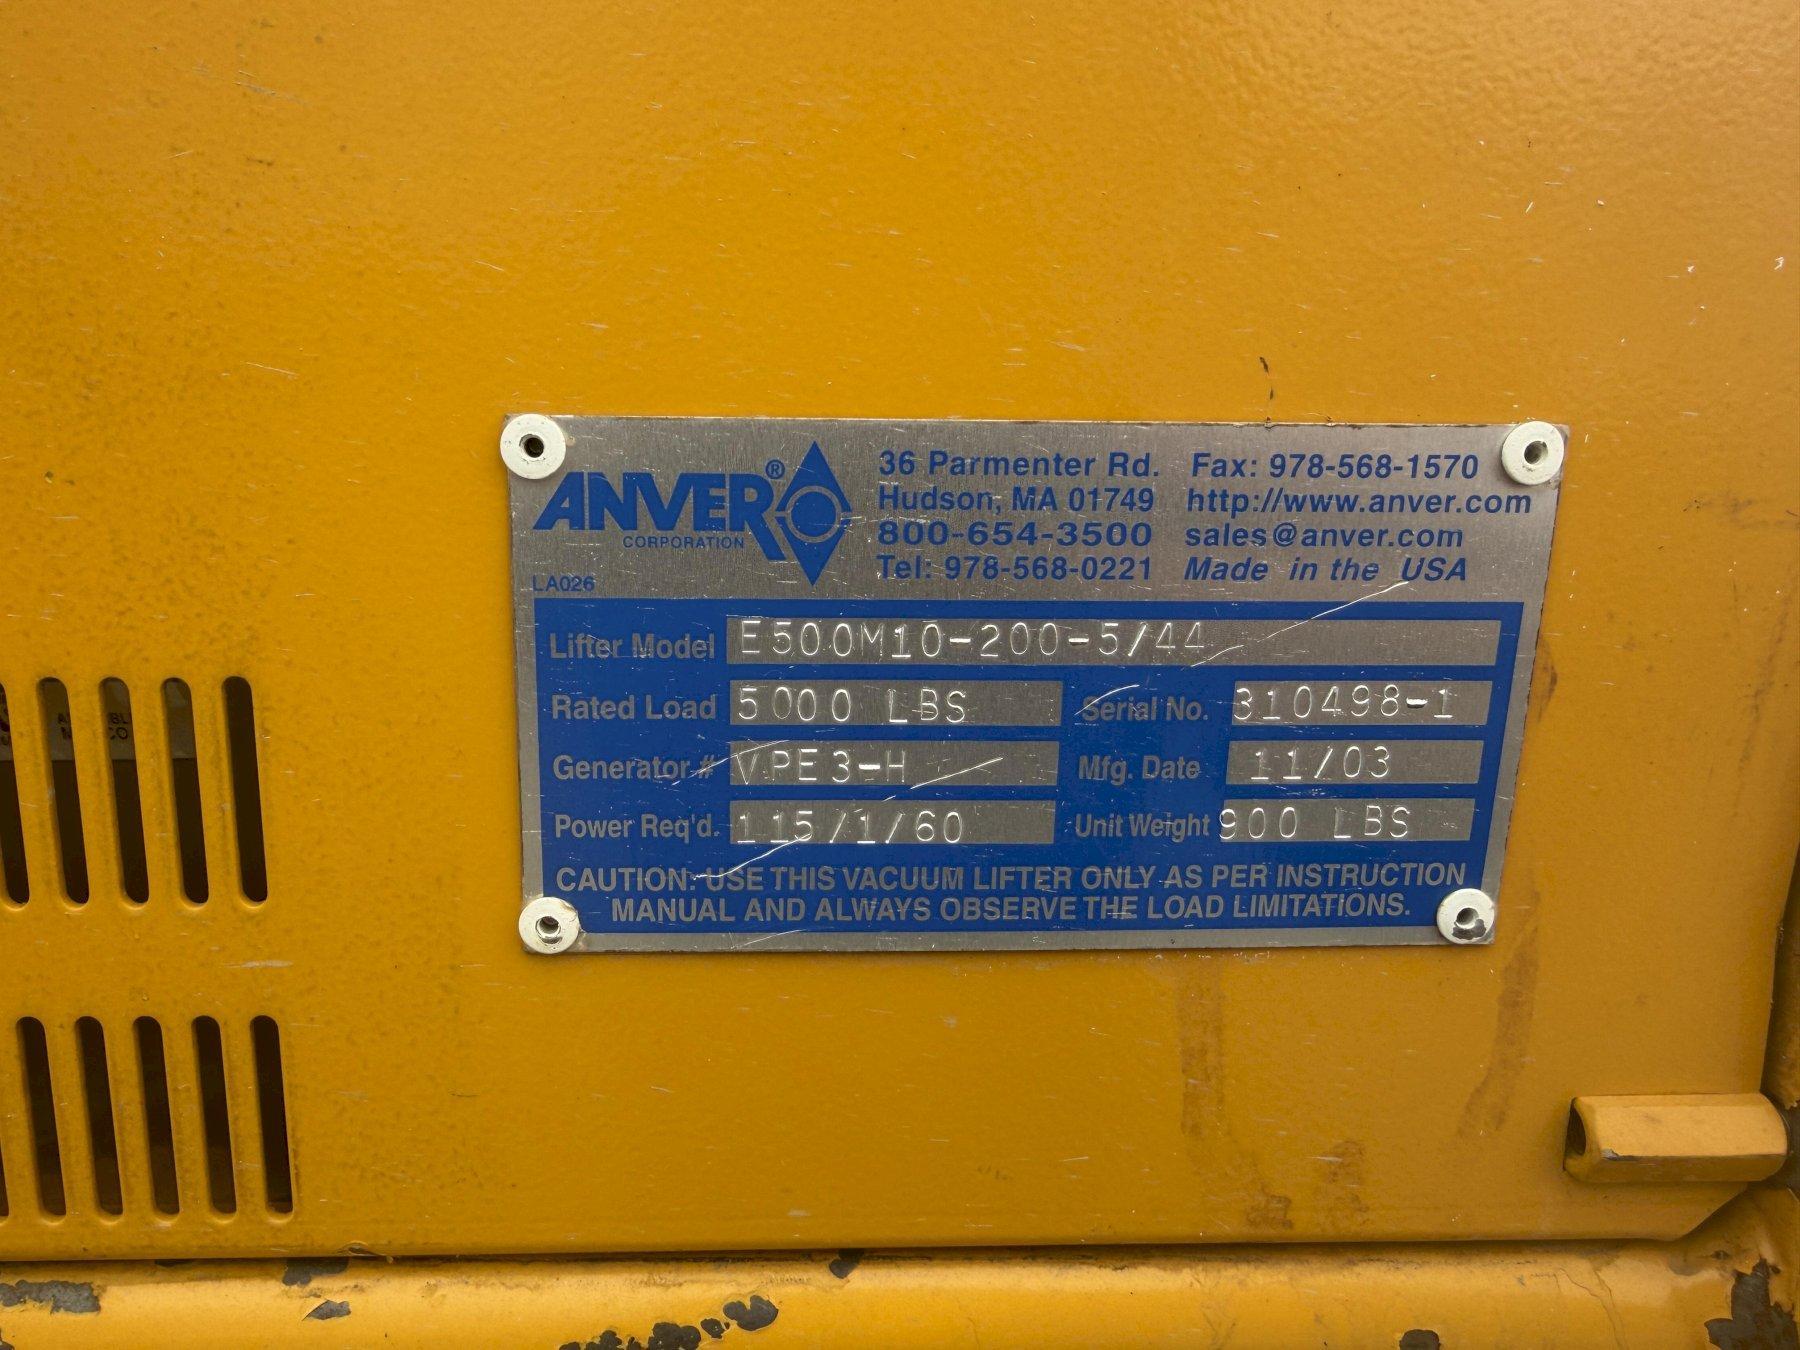 ANVER®
CORPORATION
LA026
36 Parmenter Rd.
Hudson, MA 01749
800-654-3500
Tel: 978-568-0221
Fax: 978-568-1570
http://www.anver.com
sales@anver.com
Made in the USA
Lifter Model E500M10-200-5/44
Rated Load 5000 LBS Serial No. 310498-1
Generator # VPE3-H Mfg. Date 11/03
Power Req'd. 115/1/60 Unit Weight 900 LBS
CAUTION: USE THIS VACUUM LIFTER ONLY AS PER INSTRUCTION
MANUAL AND ALWAYS OBSERVE THE LOAD LIMITATIONS.